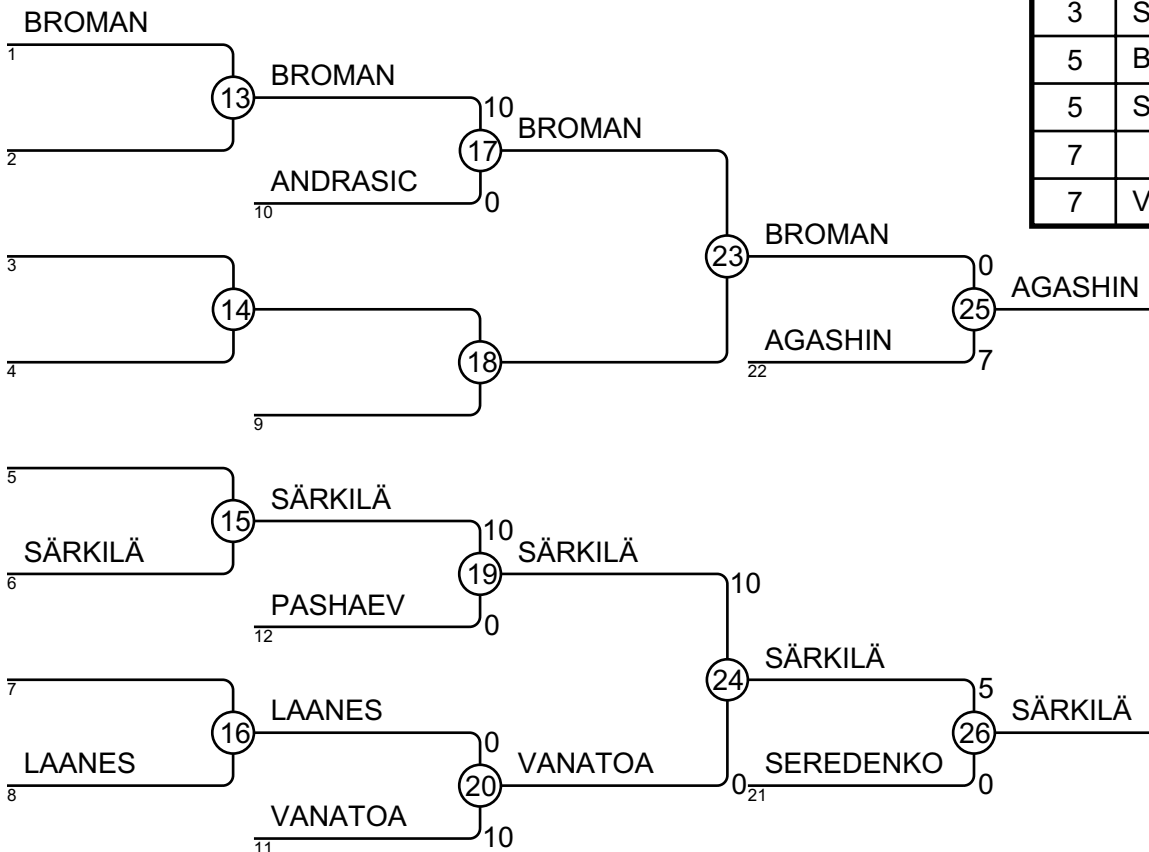 BROMAN
1
13
BROMAN
2
10
17
BROMAN
ANDRASIC
10
0
3
14
4
18
9
23
BROMAN
0
25
AGASHIN
AGASHIN
22
7
5
15
SÄRKILÄ
SÄRKILÄ
6
10
19
SÄRKILÄ
PASHAEV
12
0
10
7
16
LAANES
LAANES
8
0
20
VANATOA
VANATOA
11
10
24
SÄRKILÄ
0
5
26
SÄRKILÄ
SEREDENKO
21
0
3 S
5 B
5 S
7
7 V